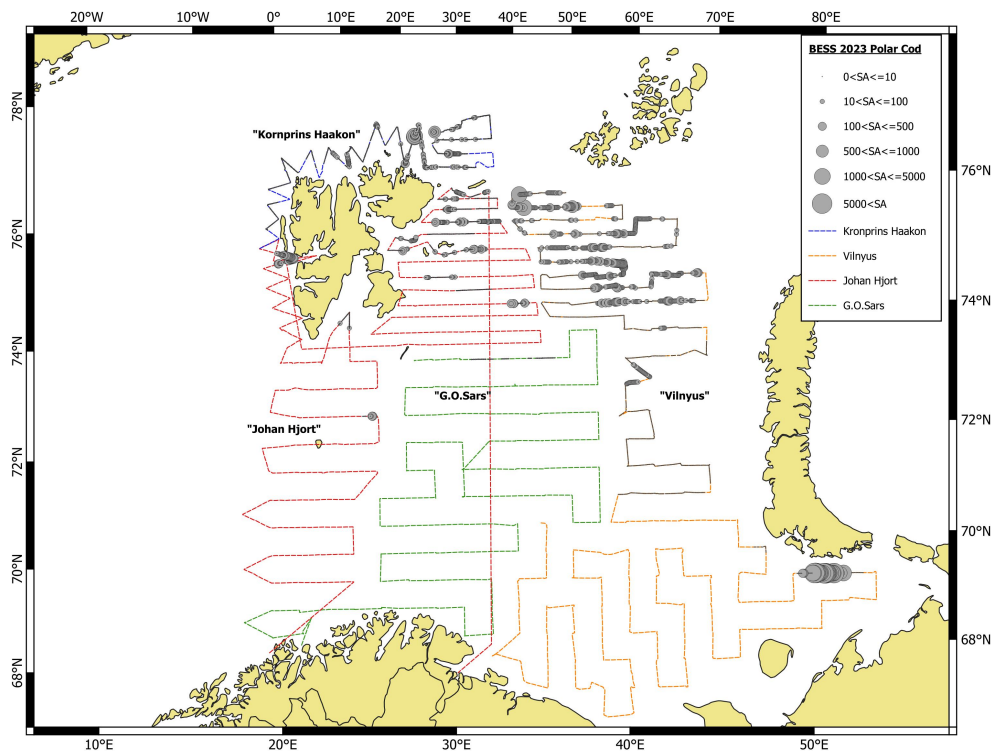 20°W 10°W 0° 10°E 20°E 30°E 40°E 50°E 60°E 70°E 80°E
BESS 2023 Polar Cod
0<SA<=10
10<SA<=100
100<SA<=500
500<SA<=1000
1000<SA<=5000
5000<SA
Kronprins Haakon
Vilnyus
Johan Hjort
G.O.Sars
78°N
"Kornprins Haakon"
76°N
76°N
74°N
74°N
"G.O.Sars" "Vilnyus"
72°N
"Johan Hjort"
72°N
70°N
70°N
68°N
68°N
10°E 20°E 30°E 40°E 50°E